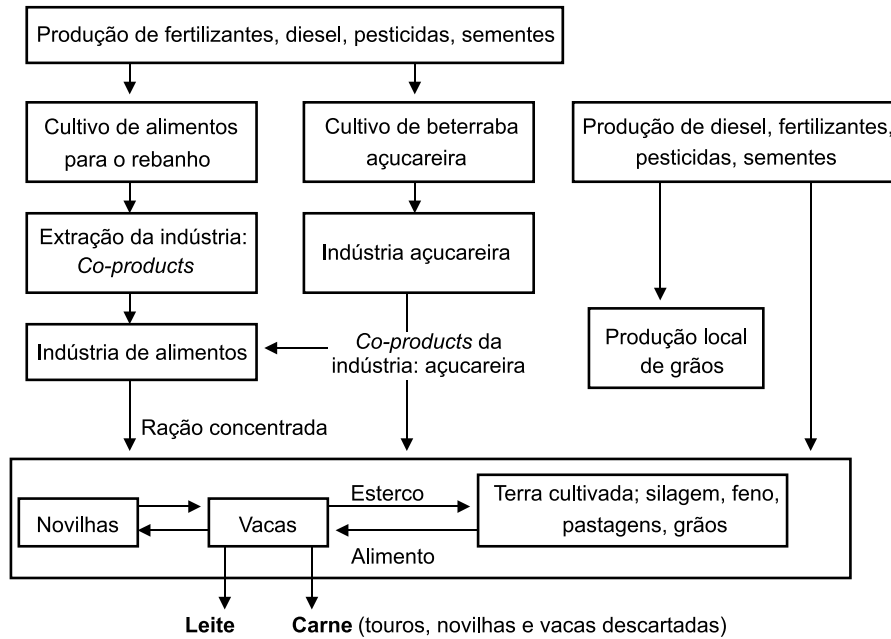 Produção de fertilizantes, diesel, pesticidas, sementes
Cultivo de alimentos
para o rebanho
Cultivo de beterraba
açucareira
Produção de diesel, fertilizantes,
pesticidas, sementes
Extração da indústria:
Co-products
Indústria açucareira
Indústria de alimentos
Co-products da
indústria: açucareira
Produção local
de grãos
Ração concentrada
Novilhas
Vacas
Esterco
Alimento
Terra cultivada; silagem, feno,
pastagens, grãos
Leite
Carne (touros, novilhas e vacas descartadas)